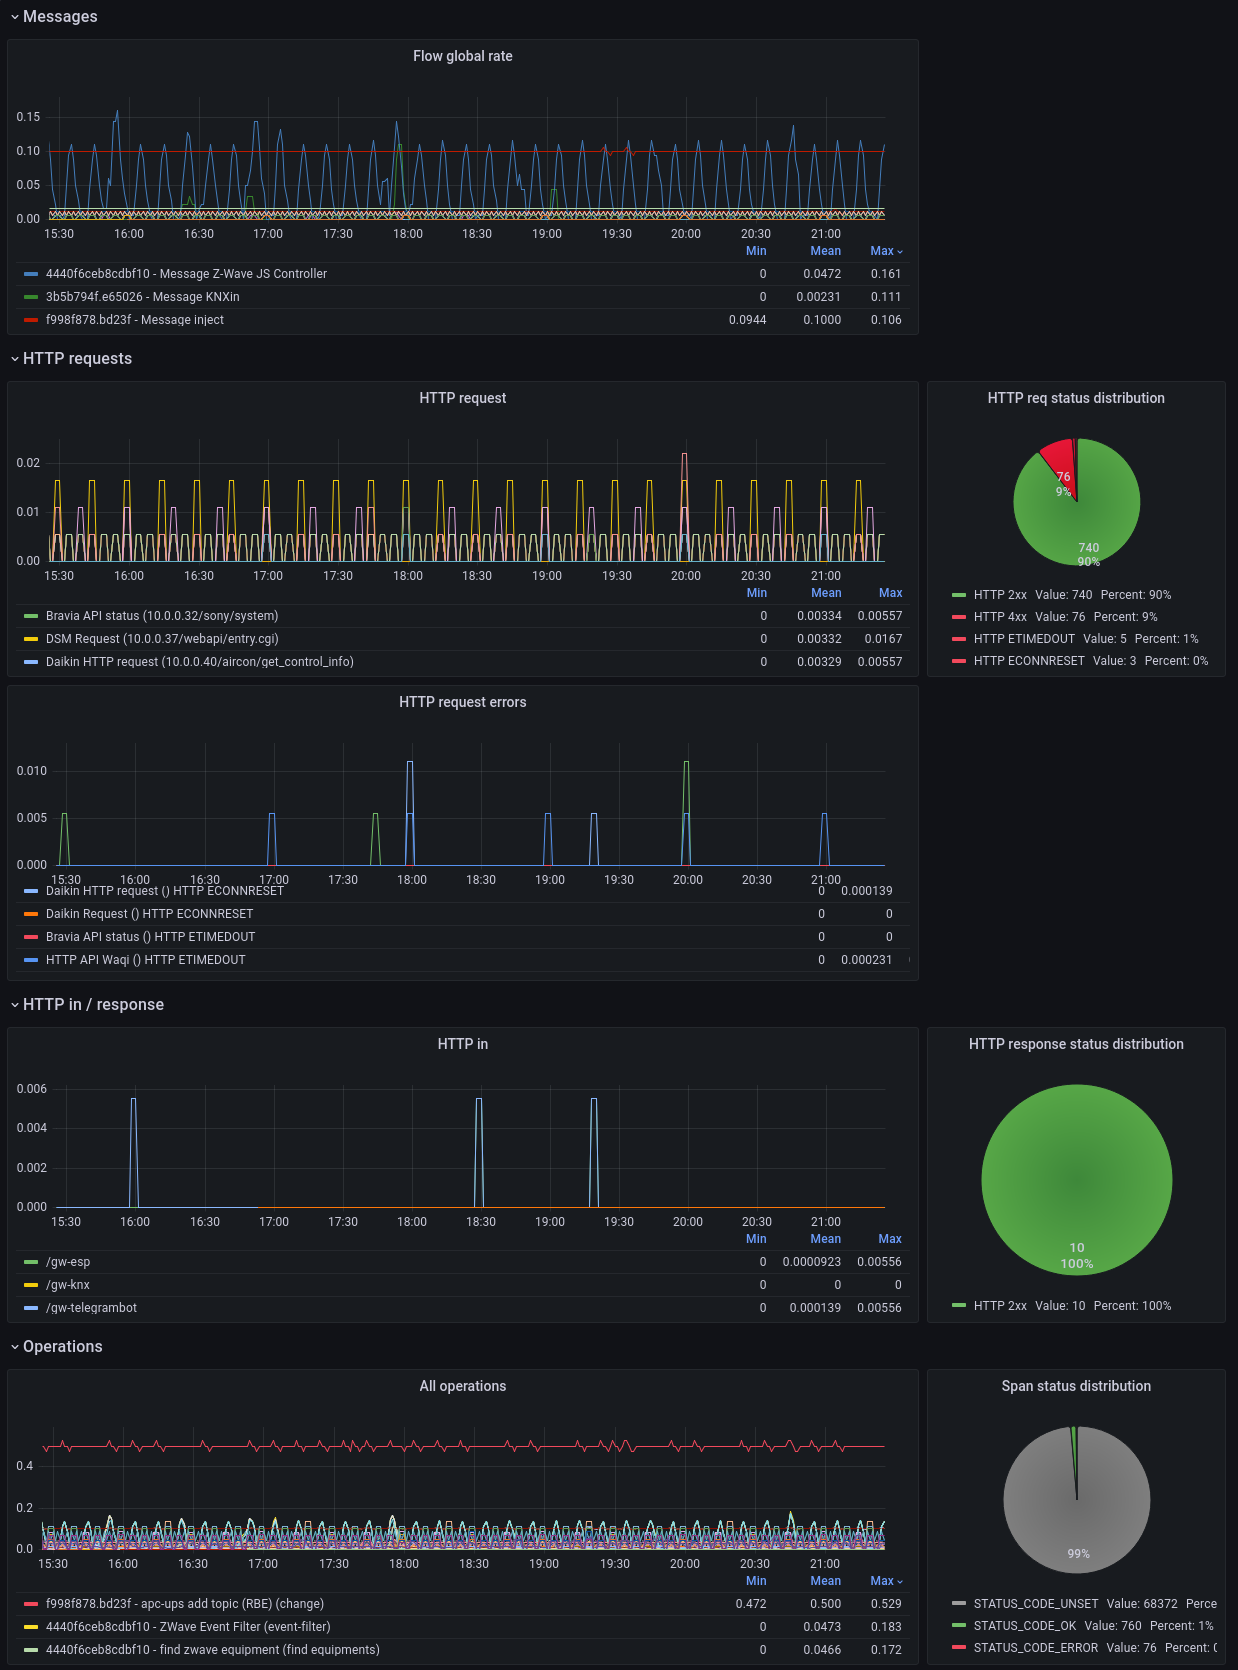 Messages
Flow global rate
0.15
0.10
0.05
0.00
15:30 16:00 16:30 17:00 17:30 18:00 18:30 19:00 19:30 20:00 20:30 21:00
Min Mean Max
4440f6ceb8cdbf10 - Message Z-Wave JS Controller 0 0.0472 0.161
3b5b794f.e65026 - Message KNXin 0 0.00231 0.111
f998f878.bd23f - Message inject 0.0944 0.1000 0.106
HTTP requests
HTTP request
0.02
0.01
0.00
15:30 16:00 16:30 17:00 17:30 18:00 18:30 19:00 19:30 20:00 20:30 21:00
Min Mean Max
Bravia API status (10.0.0.32/sony/system) 0 0.00334 0.00557
DSM Request (10.0.0.37/webapi/entry.cgi) 0 0.00332 0.0167
Daikin HTTP request (10.0.0.40/aircon/get_control_info) 0 0.00329 0.00557
HTTP req status distribution
76
9%
740
90%
HTTP 2xx Value: 740 Percent: 90%
HTTP 4xx Value: 76 Percent: 9%
HTTP ETIMEDOUT Value: 5 Percent: 1%
HTTP ECONNRESET Value: 3 Percent: 0%
HTTP request errors
0.010
0.005
0.000
15:30 16:00 16:30 17:00 17:30 18:00 18:30 19:00 19:30 20:00 20:30 21:00
Daikin HTTP request () HTTP ECONNRESET 0 0.000139
Daikin Request () HTTP ECONNRESET 0 0
Bravia API status () HTTP ETIMEDOUT 0 0
HTTP API Waqi () HTTP ETIMEDOUT 0 0.000231
HTTP in / response
HTTP in
0.006
0.004
0.002
0.000
15:30 16:00 16:30 17:00 17:30 18:00 18:30 19:00 19:30 20:00 20:30 21:00
Min Mean Max
/gw-esp 0 0.0000923 0.00556
/gw-knx 0 0 0
/gw-telegrambot 0 0.000139 0.00556
HTTP response status distribution
10
100%
HTTP 2xx Value: 10 Percent: 100%
Operations
All operations
0.4
0.2
0.0
15:30 16:00 16:30 17:00 17:30 18:00 18:30 19:00 19:30 20:00 20:30 21:00
Min Mean Max
f998f878.bd23f - apc-ups add topic (RBE) (change) 0.472 0.500 0.529
4440f6ceb8cdbf10 - ZWave Event Filter (event-filter) 0 0.0473 0.183
4440f6ceb8cdbf10 - find zwave equipment (find equipments) 0 0.0466 0.172
Span status distribution
99%
STATUS_CODE_UNSET Value: 68372 Perce
STATUS_CODE_OK Value: 760 Percent: 1%
STATUS_CODE_ERROR Value: 76 Percent: